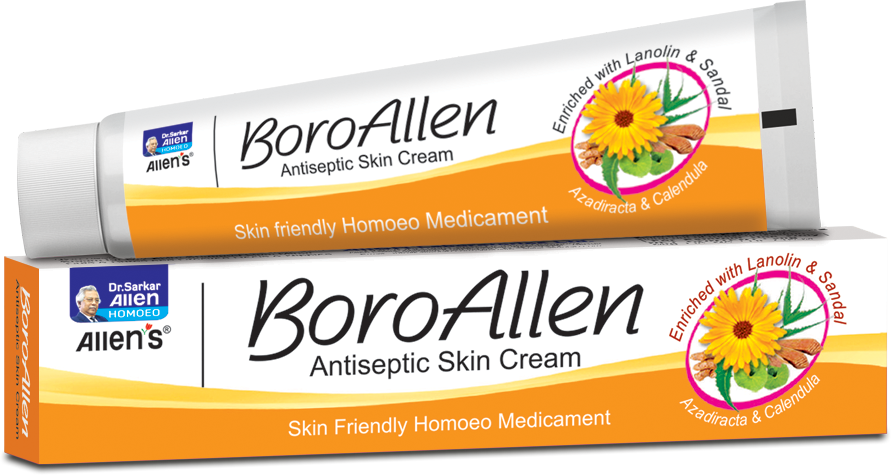 Dr.Sarkar
Allen
HOMOEO
Allen's®
BoroAllen
Antiseptic Skin Cream
Enriched with Lanolin & Sandal
Azadiracta & Calendula
Skin friendly Homoeo Medicament
BoroAllen
Antiseptic Skin Cream
Dr.Sarkar
Allen
HOMOEO
Allen's®
BoroAllen
Antiseptic Skin Cream
Enriched with Lanolin & Sandal
Azadiracta & Calendula
Skin Friendly Homoeo Medicament